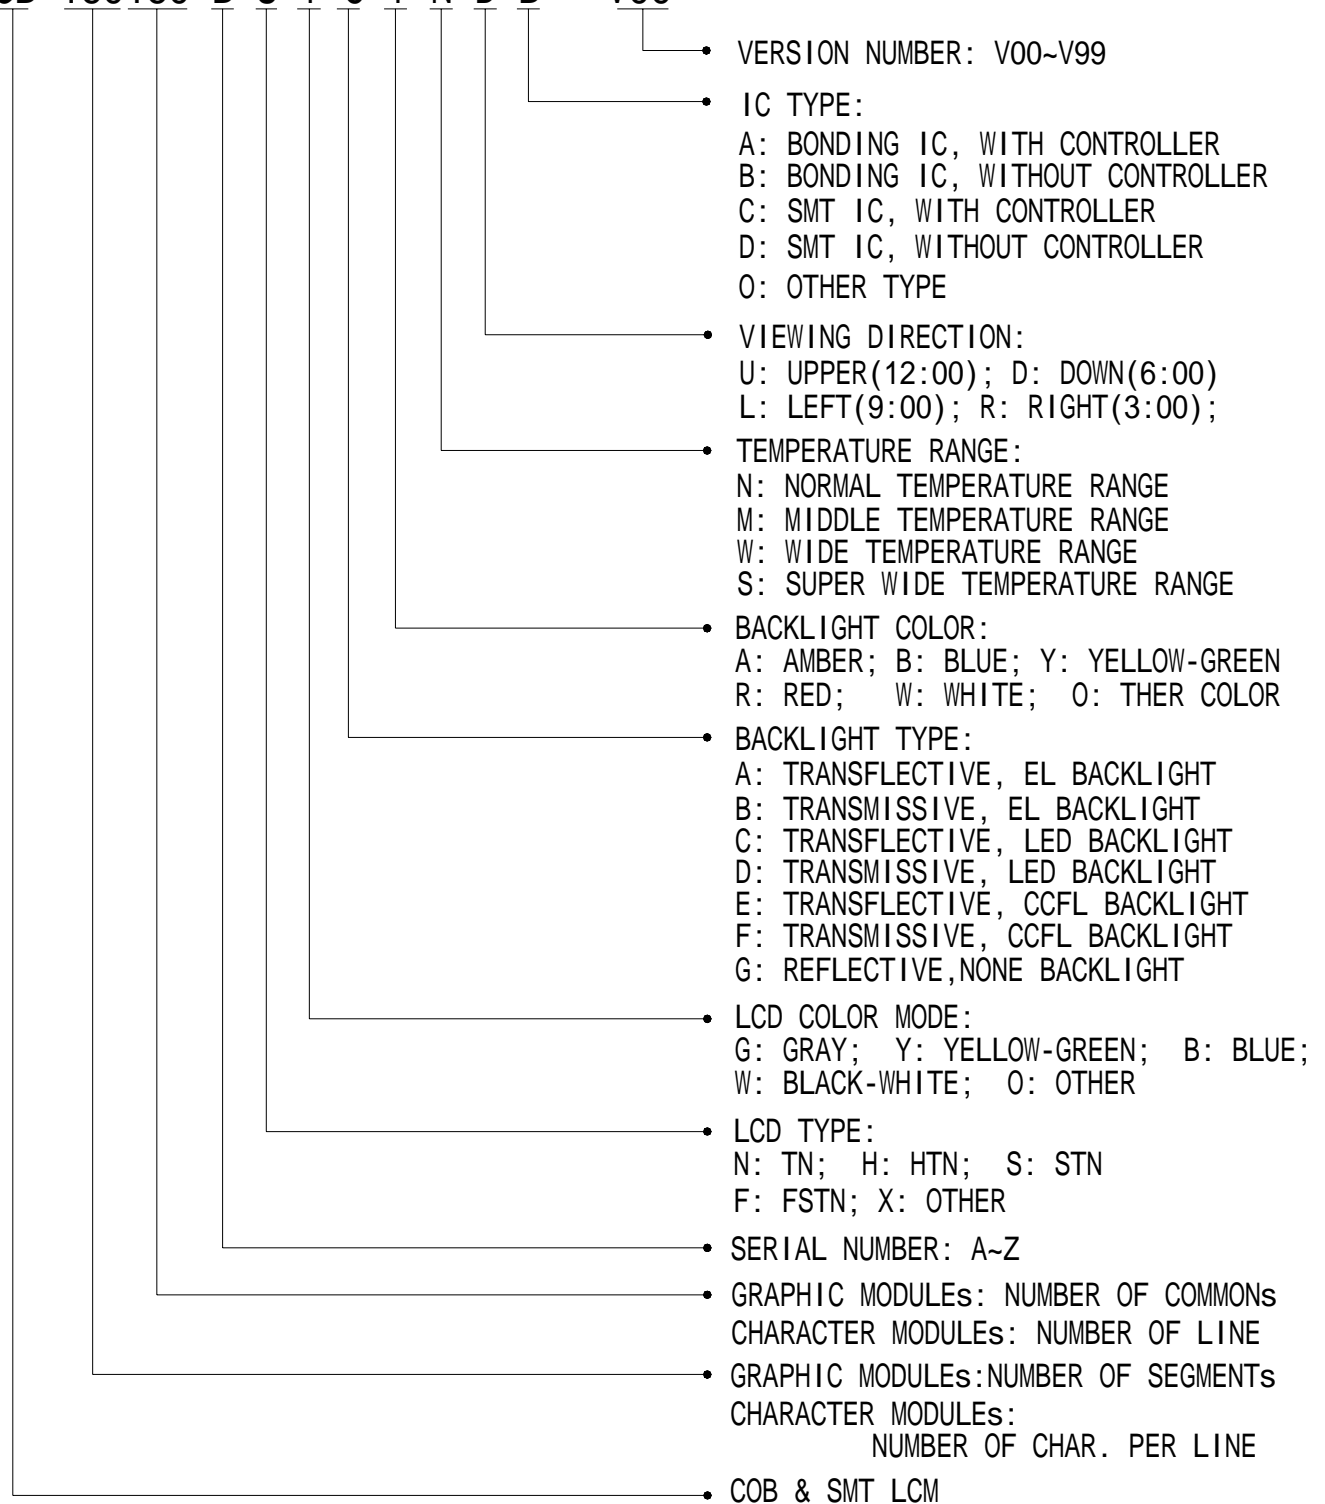 VERSION NUMBER: V00~V99
IC TYPE:
A: BONDING IC, WITH CONTROLLER
B: BONDING IC, WITHOUT CONTROLLER
C: SMT IC, WITH CONTROLLER
D: SMT IC, WITHOUT CONTROLLER
O: OTHER TYPE
VIEWING DIRECTION:
U: UPPER(12:00); D: DOWN(6:00)
L: LEFT(9:00); R: RIGHT(3:00);
TEMPERATURE RANGE:
N: NORMAL TEMPERATURE RANGE
M: MIDDLE TEMPERATURE RANGE
W: WIDE TEMPERATURE RANGE
S: SUPER WIDE TEMPERATURE RANGE
BACKLIGHT COLOR:
A: AMBER; B: BLUE; Y: YELLOW-GREEN
R: RED; W: WHITE; O: THER COLOR
BACKLIGHT TYPE:
A: TRANSFLECTIVE, EL BACKLIGHT
B: TRANSMISSIVE, EL BACKLIGHT
C: TRANSFLECTIVE, LED BACKLIGHT
D: TRANSMISSIVE, LED BACKLIGHT
E: TRANSFLECTIVE, CCFL BACKLIGHT
F: TRANSMISSIVE, CCFL BACKLIGHT
G: REFLECTIVE,NONE BACKLIGHT
LCD COLOR MODE:
G: GRAY; Y: YELLOW-GREEN; B: BLUE;
W: BLACK-WHITE; O: OTHER
LCD TYPE:
N: TN; H: HTN; S: STN
F: FSTN; X: OTHER
SERIAL NUMBER: A~Z
GRAPHIC MODULEs: NUMBER OF COMMONs
CHARACTER MODULEs: NUMBER OF LINE
GRAPHIC MODULEs:NUMBER OF SEGMENTs
CHARACTER MODULEs:
NUMBER OF CHAR. PER LINE
COB & SMT LCM